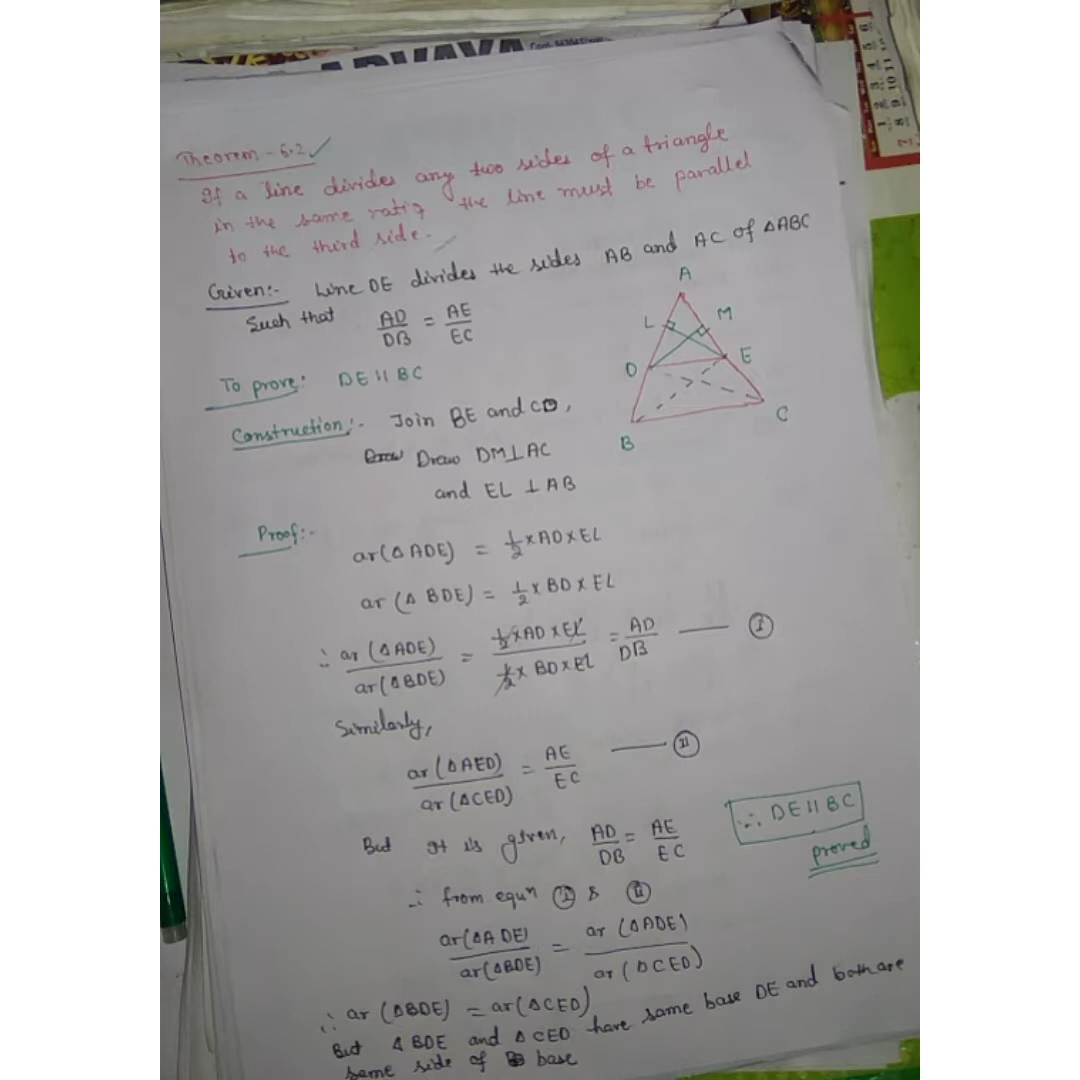 ADVAYA
Theorem - 6.2 ✓
If a line divides any two sides of a triangle
in the same ratio, the line must be parallel
to the third side.
Given:- Line DE divides the sides AB and AC of △ABC
Such that AD/DB = AE/EC
To prove: DE || BC
Construction:- Join BE and CD,
Draw DM⊥AC
and EL ⊥ AB
A
L
M
D
E
B
C
Proof:-
ar(△ADE) = 1/2 × AD × EL
ar (△ BDE) = 1/2 × BD × EL
∴ ar (△ADE)/ar(△BDE) = 1/2 × AD × EL / 1/2 × BD × EL = AD/DB — I
Similarly,
ar (△AED)/ar (△CED) = AE/EC — II
But It is given, AD/DB = AE/EC
∴ from equn I & II
ar(△ADE)/ar(△BDE) = ar (△ADE)/ar (△CED)
∴ ar (△BDE) = ar(△CED)
But △ BDE and △ CED have same base DE and both are
same side of base
∴ DE || BC
proved